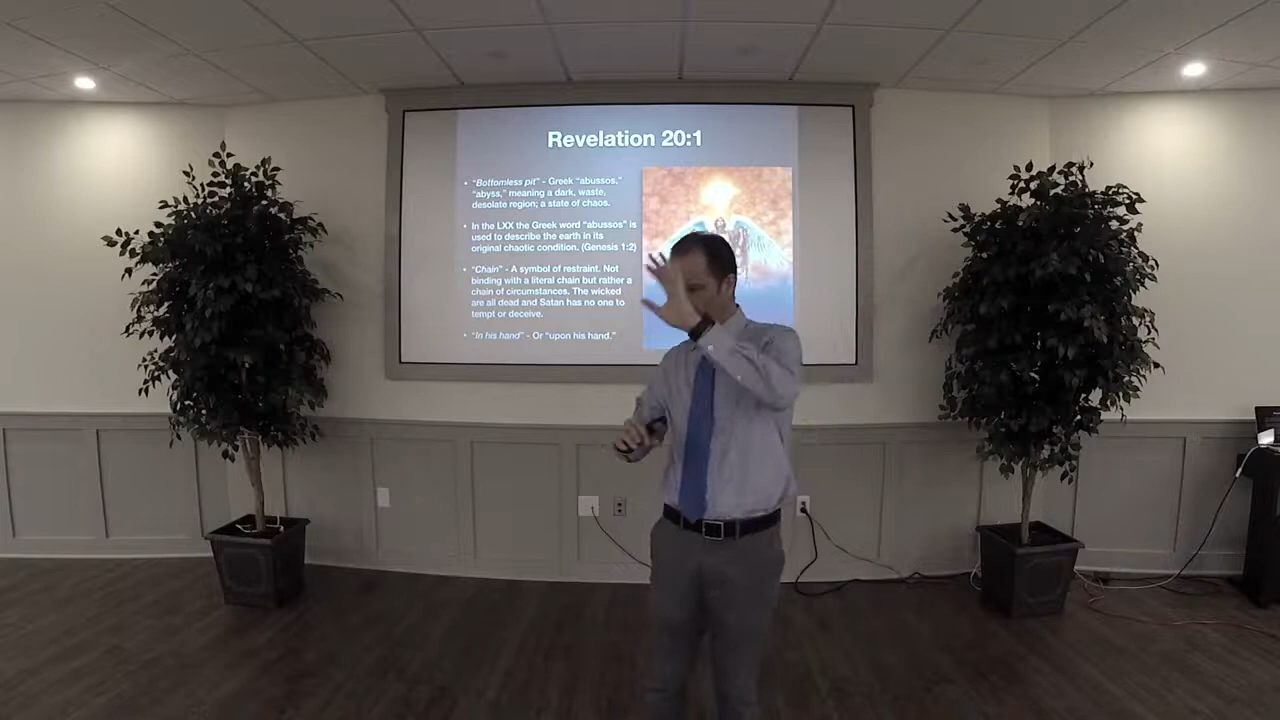 Revelation 20:1
• “Bottomless pit” - Greek “abussos,”
“abyss,” meaning a dark, waste,
desolate region; a state of chaos.
• In the LXX the Greek word “abussos” is
used to describe the earth in its
original chaotic condition. (Genesis 1:2)
• “Chain” - A symbol of restraint. Not
binding with a literal chain but rather a
chain of circumstances. The wicked
are all dead and Satan has no one to
tempt or deceive.
• “In his hand” - Or “upon his hand.”